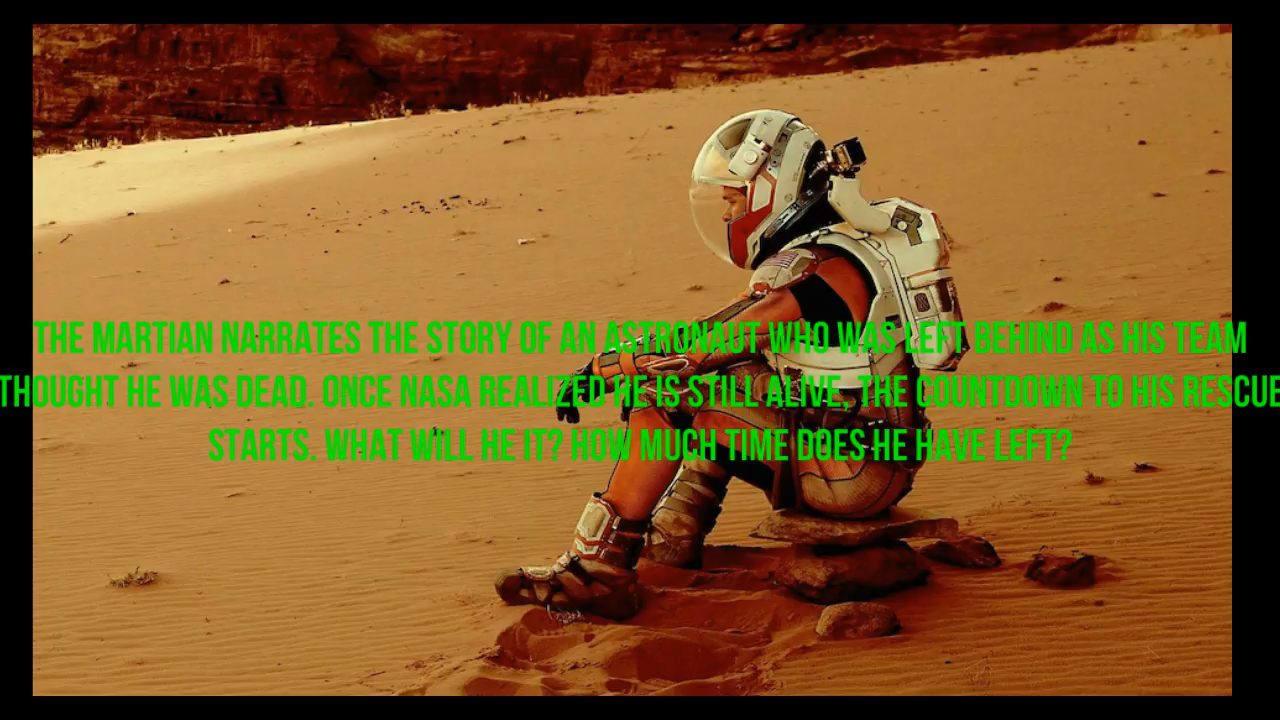 THE MARTIAN NARRATES THE STORY OF AN ASTRONAUT WHO WAS LEFT BEHIND AS HIS TEAM
THOUGHT HE WAS DEAD. ONCE NASA REALIZED HE IS STILL ALIVE, THE COUNTDOWN TO HIS RESCUE
STARTS. WHAT WILL HE IT? HOW MUCH TIME DOES HE HAVE LEFT?